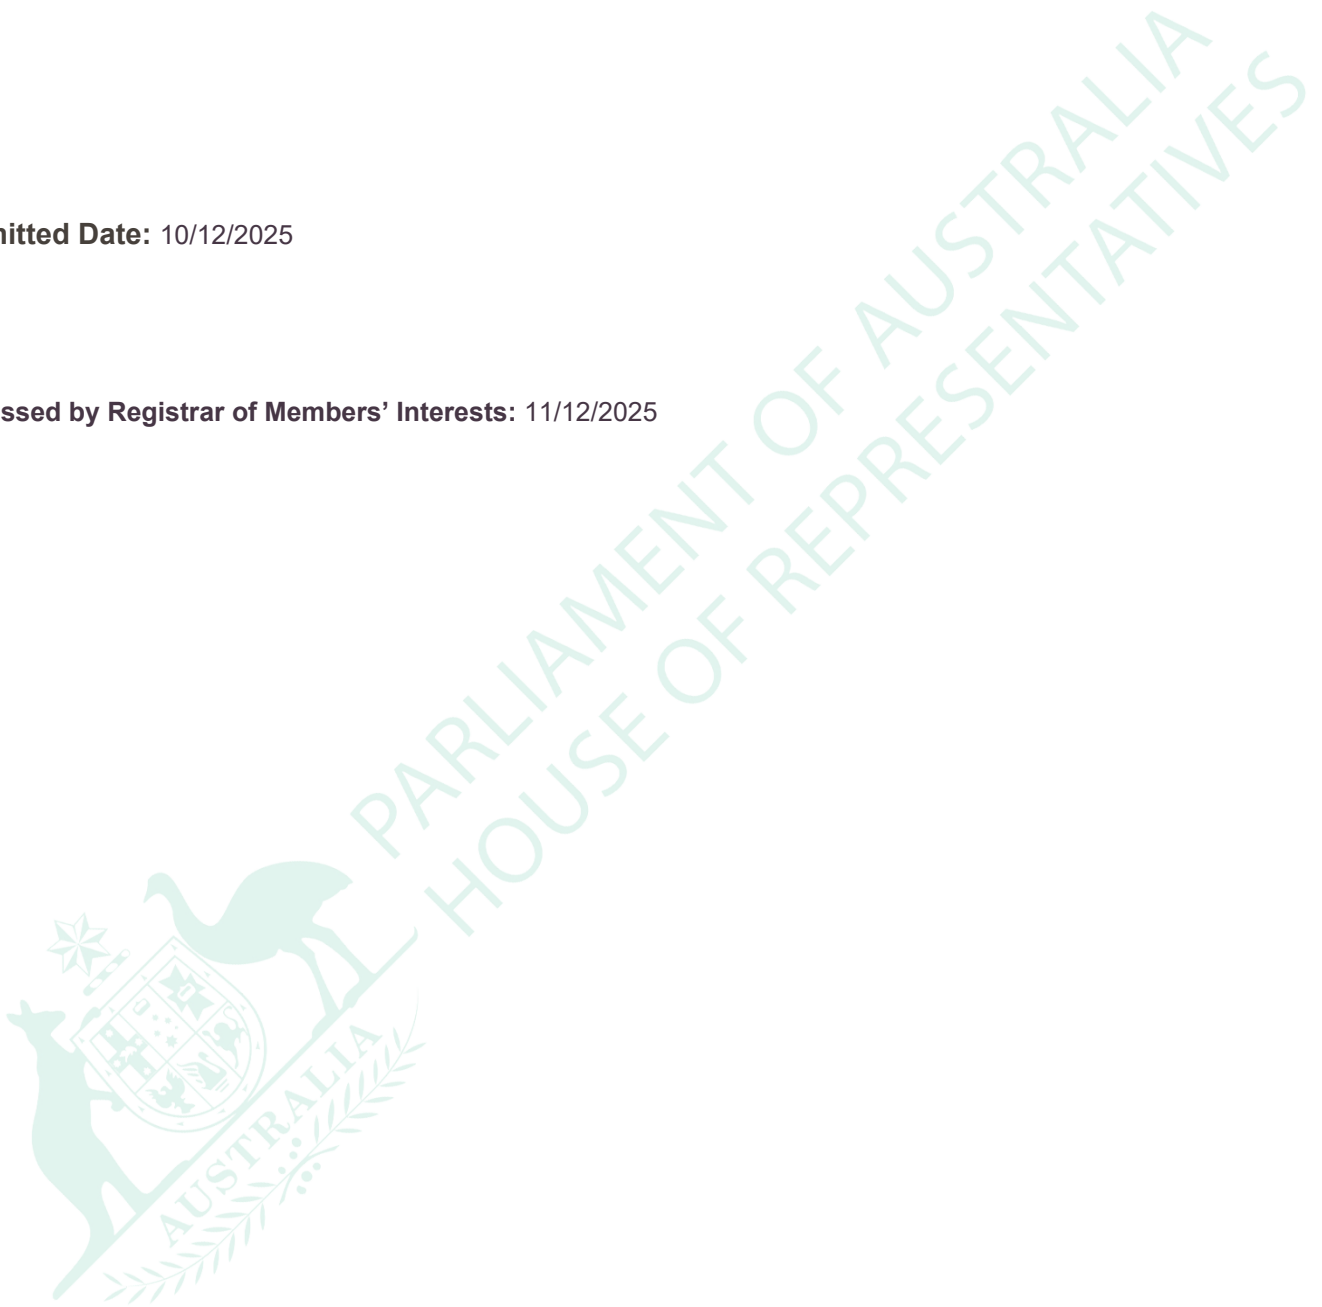 nitted Date: 10/12/2025
ssed by Registrar of Members’ Interests: 11/12/2025
PARLIAMENT OF AUSTRALIA
HOUSE OF REPRESENTATIVES
AUSTRALIA